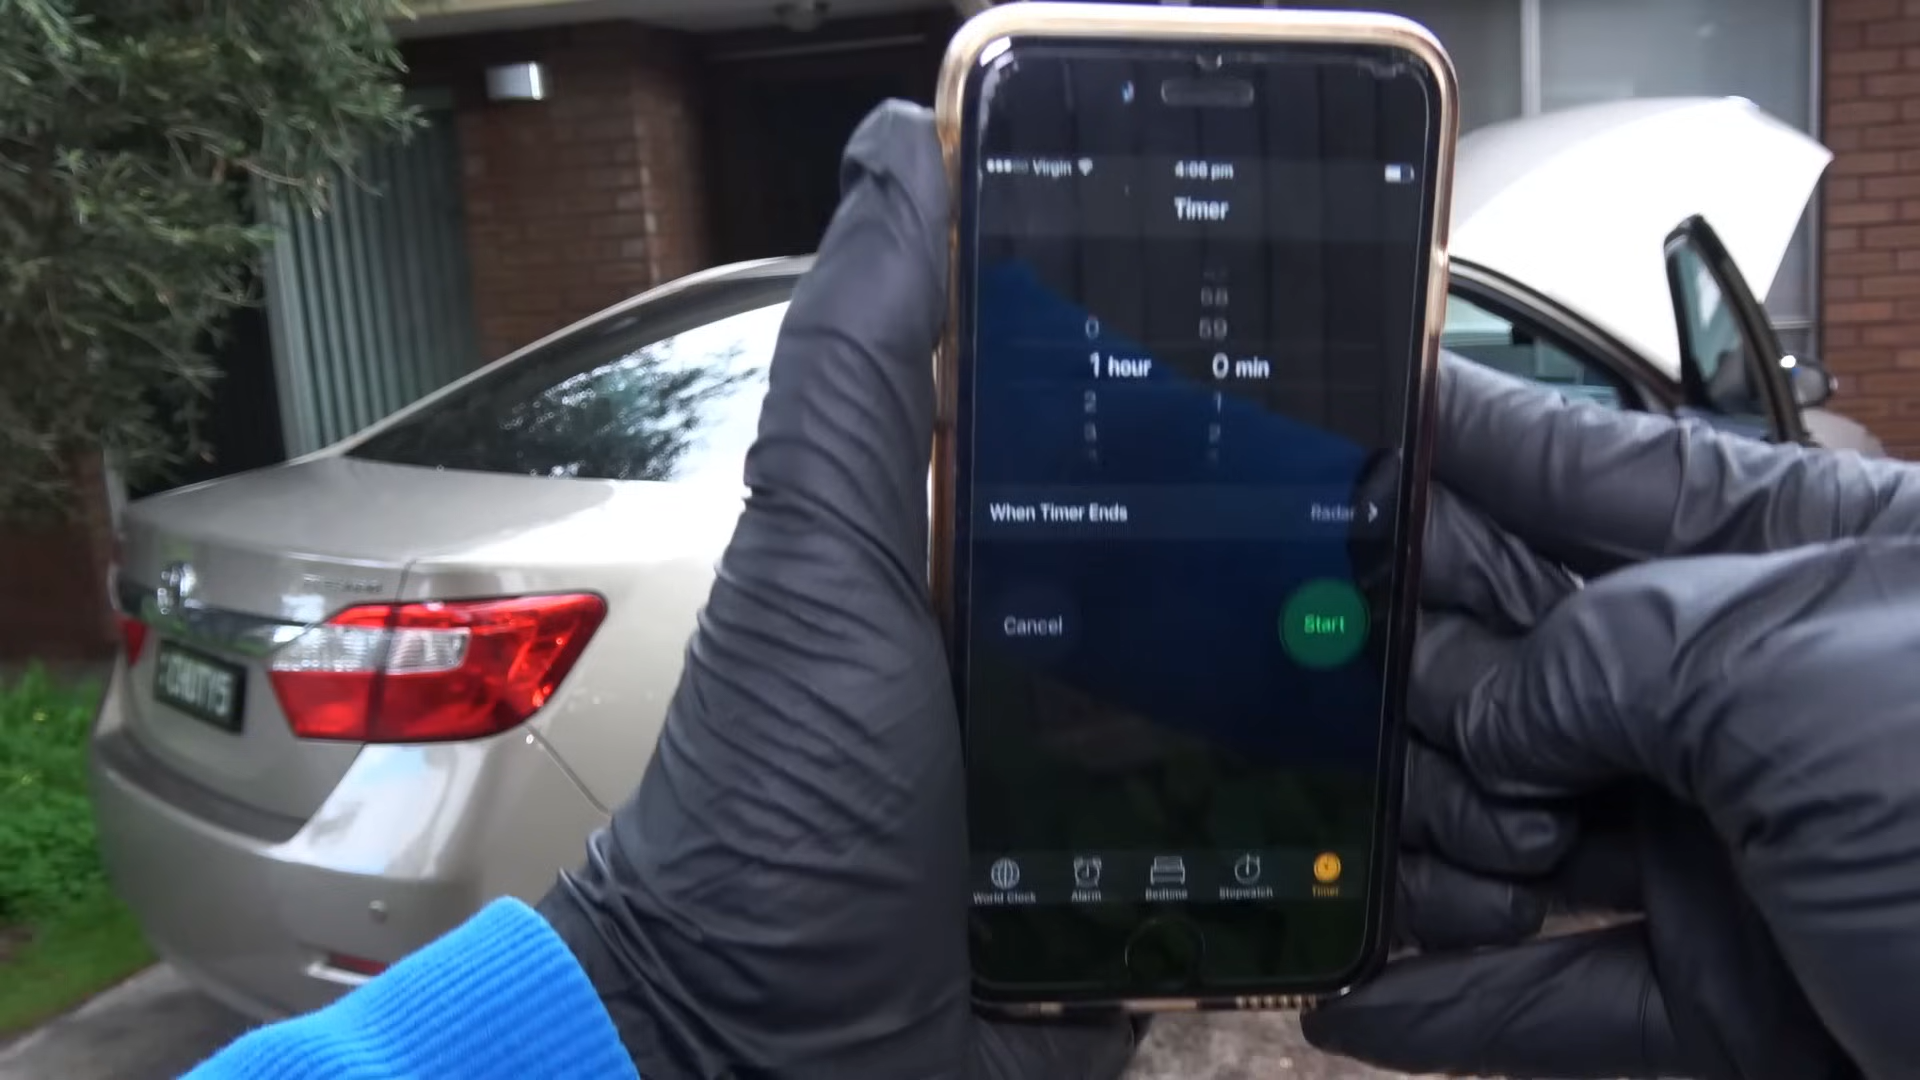 Virgin 4:06 pm
Timer
58
0 59
1 hour 0 min
2 1
3 2
When Timer Ends Radar
Cancel Start
World Clock Alarm Bedtime Stopwatch Timer